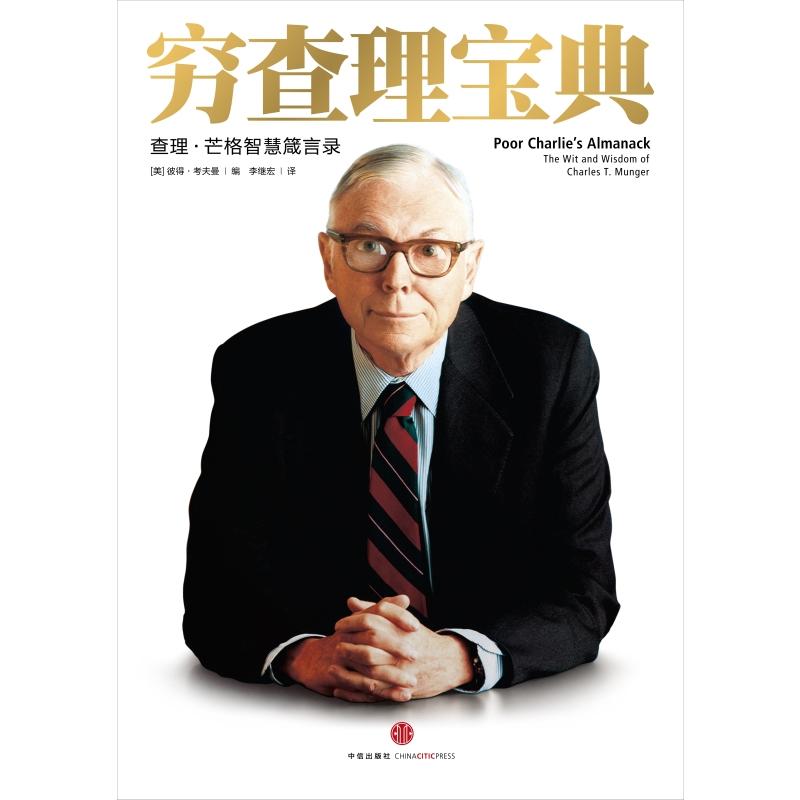 穷查理宝典
查理·芒格智慧箴言录
[美] 彼得·考夫曼 | 编 李继宏 | 译
Poor Charlie's Almanack
The Wit and Wisdom of
Charles T. Munger
中信出版社 CHINACITICPRESS